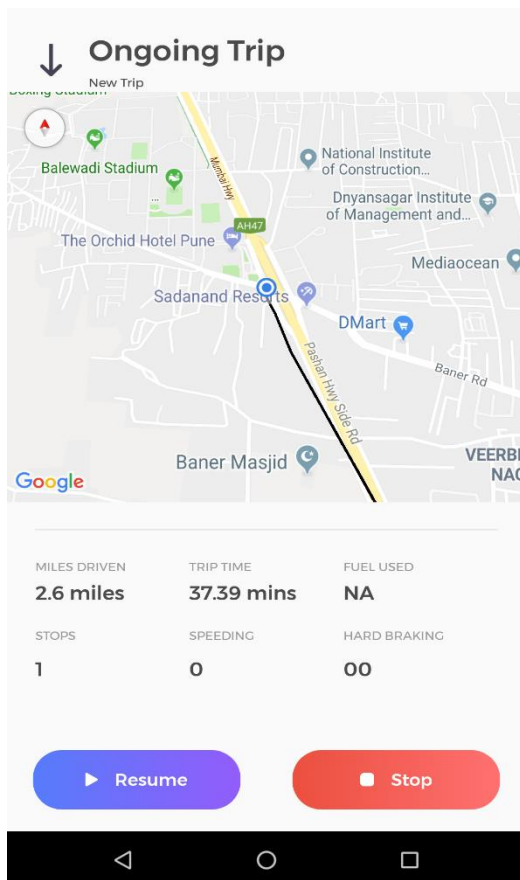 Ongoing Trip
New Trip
Boxing Stadium
Balewadi Stadium
...
Mumbai Hwy
National Institute
of Construction...
Dnyansagar Institute
of Management and...
AH47
The Orchid Hotel Pune
Mediaocean
Sadanand Resorts
DMart
Pashan Hwy Side Rd
Baner Rd
Baner Masjid
VEERB
NAG
Google
MILES DRIVEN
TRIP TIME
FUEL USED
2.6 miles
37.39 mins
NA
STOPS
SPEEDING
HARD BRAKING
1
0
00
Resume
Stop